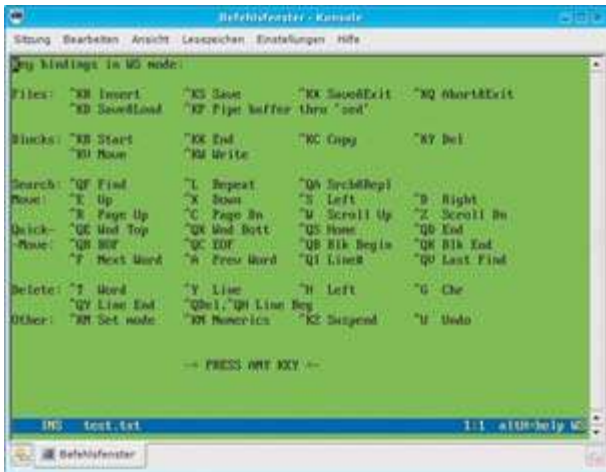 Befehlsfenster - Konsole
Sitzung Bearbeiten Ansicht Lesezeichen Einstellungen Hilfe
Key bindings in WS mode:
Files: ^KR Insert ^KS Save ^KX Save&Exit ^KQ Abort&Exit
^KD Save&Load ^KP Pipe buffer thru 'sed'
Blocks: ^KB Start ^KK End ^KC Copy ^KY Del
^KV Move ^KW Write
Search: ^QF Find ^L Repeat ^QA Srch&Repl
Move: ^E Up ^X Down ^S Left ^D Right
^R Page Up ^C Page Dn ^W Scroll Up ^Z Scroll Dn
Quick- ^QE Wnd Top ^QX Wnd Bott ^QS Home ^QD End
-Move: ^QR BOF ^QC EOF ^QB Blk Begin ^QK Blk End
^F Next Word ^A Prev Word ^QI Line# ^QV Last Find
Delete: ^T Word ^Y Line ^H Left ^G Chr
^QY Line End ^QDel,^QH Line Beg
Other: ^KM Set mode ^KN Numerics ^KZ Suspend ^U Undo
PRESS ANY KEY
INS test.txt 1:1 altH=help WS
Befehlsfenster